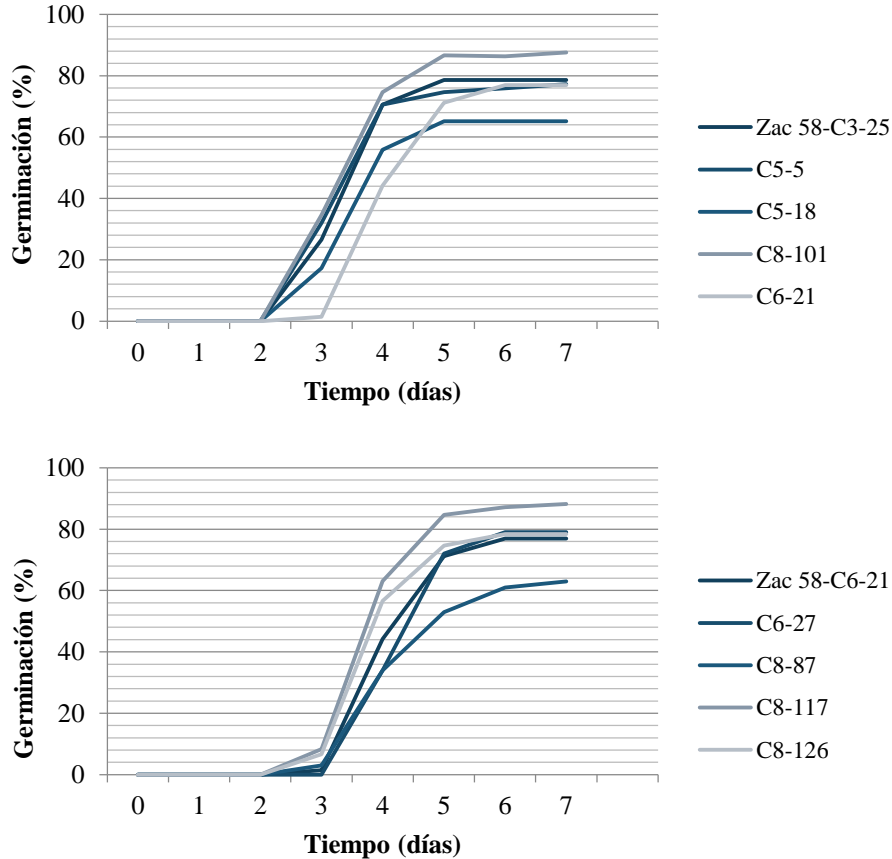 100
80
60
40
20
0
Germinación (%)
0 1 2 3 4 5 6 7
Tiempo (días)
Zac 58-C3-25
C5-5
C5-18
C8-101
C6-21
100
80
60
40
20
0
Germinación (%)
0 1 2 3 4 5 6 7
Tiempo (días)
Zac 58-C6-21
C6-27
C8-87
C8-117
C8-126